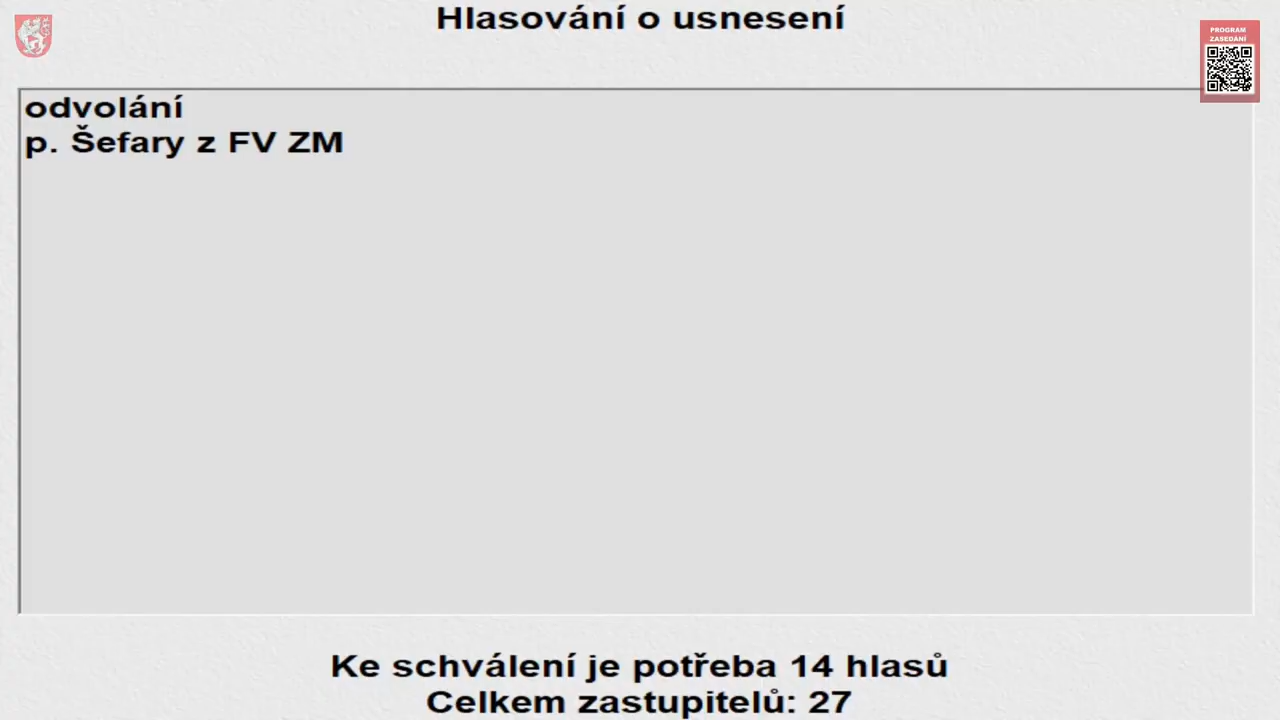 Hlasování o usnesení
PROGRAM
ZASEDÁNÍ
odvolání
p. Šefary z FV ZM
Ke schválení je potřeba 14 hlasů
Celkem zastupitelů: 27